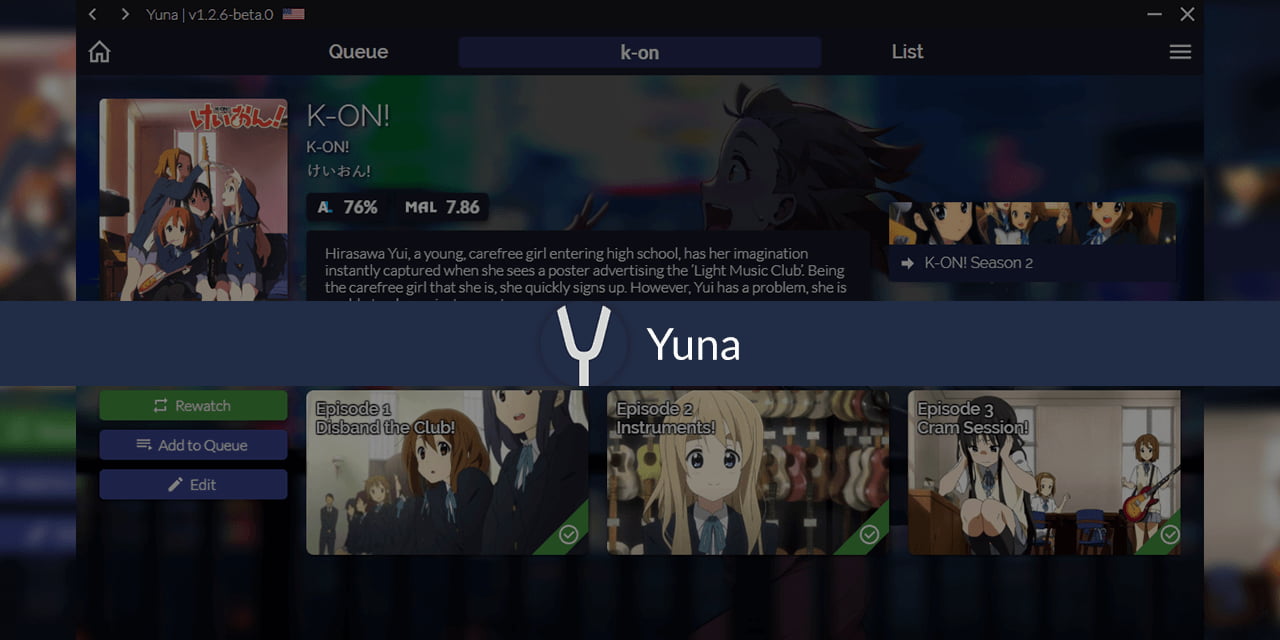 Yuna | v1.2.6-beta.0
Queue
k-on
List
けいおん!
K-ON!
K-ON!
けいおん!
AL 76%
MAL 7.86
Hirasawa Yui, a young, carefree girl entering high school, has her imagination
instantly captured when she sees a poster advertising the 'Light Music Club'. Being
the carefree girl that she is, she quickly signs up. However, Yui has a problem, she is
K-ON! Season 2
Yuna
Rewatch
Add to Queue
Edit
Episode 1
Disband the Club!
Episode 2
Instruments!
Episode 3
Cram Session!